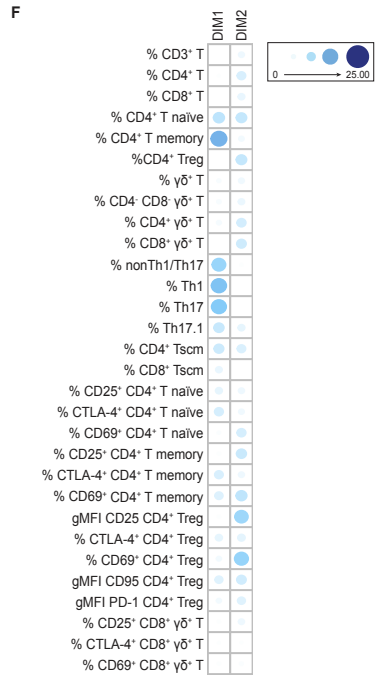 F
DIM1
DIM2
% CD3⁺ T
% CD4⁺ T
% CD8⁺ T
% CD4⁺ T naïve
% CD4⁺ T memory
%CD4⁺ Treg
% γδ⁺ T
% CD4⁻ CD8⁻ γδ⁺ T
% CD4⁺ γδ⁺ T
% CD8⁺ γδ⁺ T
% nonTh1/Th17
% Th1
% Th17
% Th17.1
% CD4⁺ Tscm
% CD8⁺ Tscm
% CD25⁺ CD4⁺ T naïve
% CTLA-4⁺ CD4⁺ T naïve
% CD69⁺ CD4⁺ T naïve
% CD25⁺ CD4⁺ T memory
% CTLA-4⁺ CD4⁺ T memory
% CD69⁺ CD4⁺ T memory
gMFI CD25 CD4⁺ Treg
% CTLA-4⁺ CD4⁺ Treg
% CD69⁺ CD4⁺ Treg
gMFI CD95 CD4⁺ Treg
gMFI PD-1 CD4⁺ Treg
% CD25⁺ CD8⁺ γδ⁺ T
% CTLA-4⁺ CD8⁺ γδ⁺ T
% CD69⁺ CD8⁺ γδ⁺ T
0 25.00